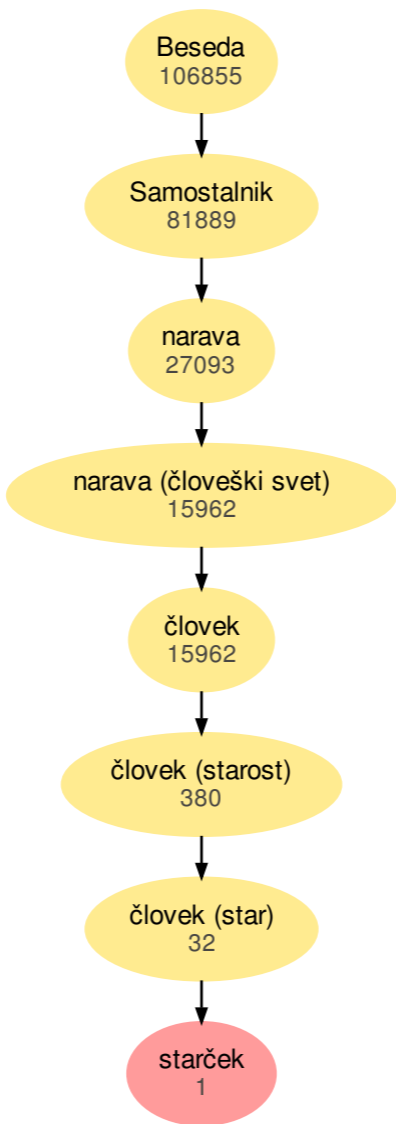 Beseda
106855
Samostalnik
81889
narava
27093
narava (človeški svet)
15962
človek
15962
človek (starost)
380
človek (star)
32
starček
1